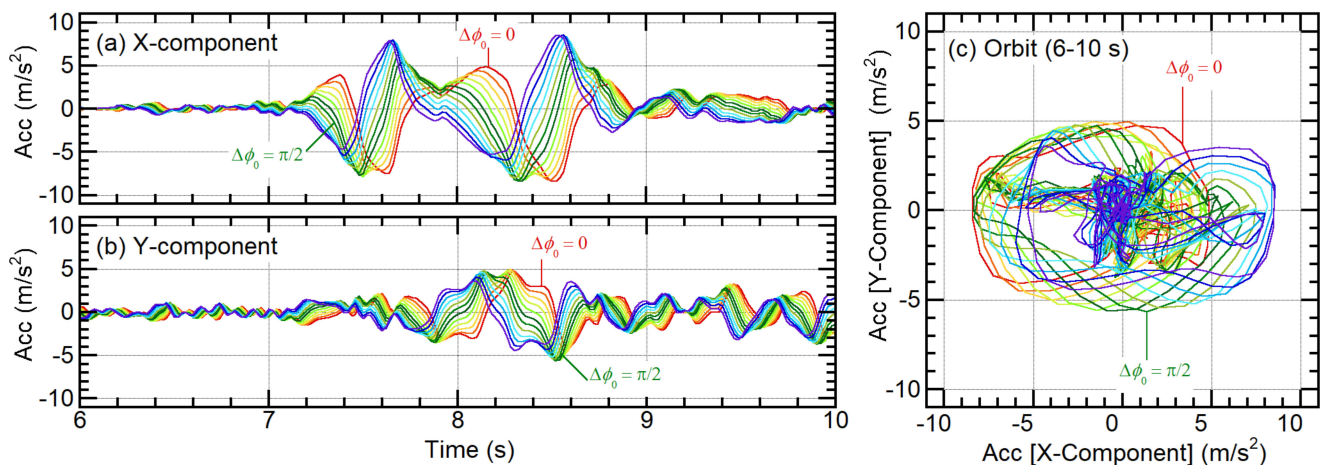 (a) X-component
Δϕ₀ = 0
Δϕ₀ = π/2
Acc (m/s²)
10
5
0
-5
-10
(b) Y-component
Δϕ₀ = 0
Δϕ₀ = π/2
Acc (m/s²)
10
5
0
-5
-10
6 7 8 9 10
Time (s)
(c) Orbit (6-10 s)
Δϕ₀ = 0
Δϕ₀ = π/2
Acc [Y-Component] (m/s²)
10
5
0
-5
-10
-10 -5 0 5 10
Acc [X-Component] (m/s²)